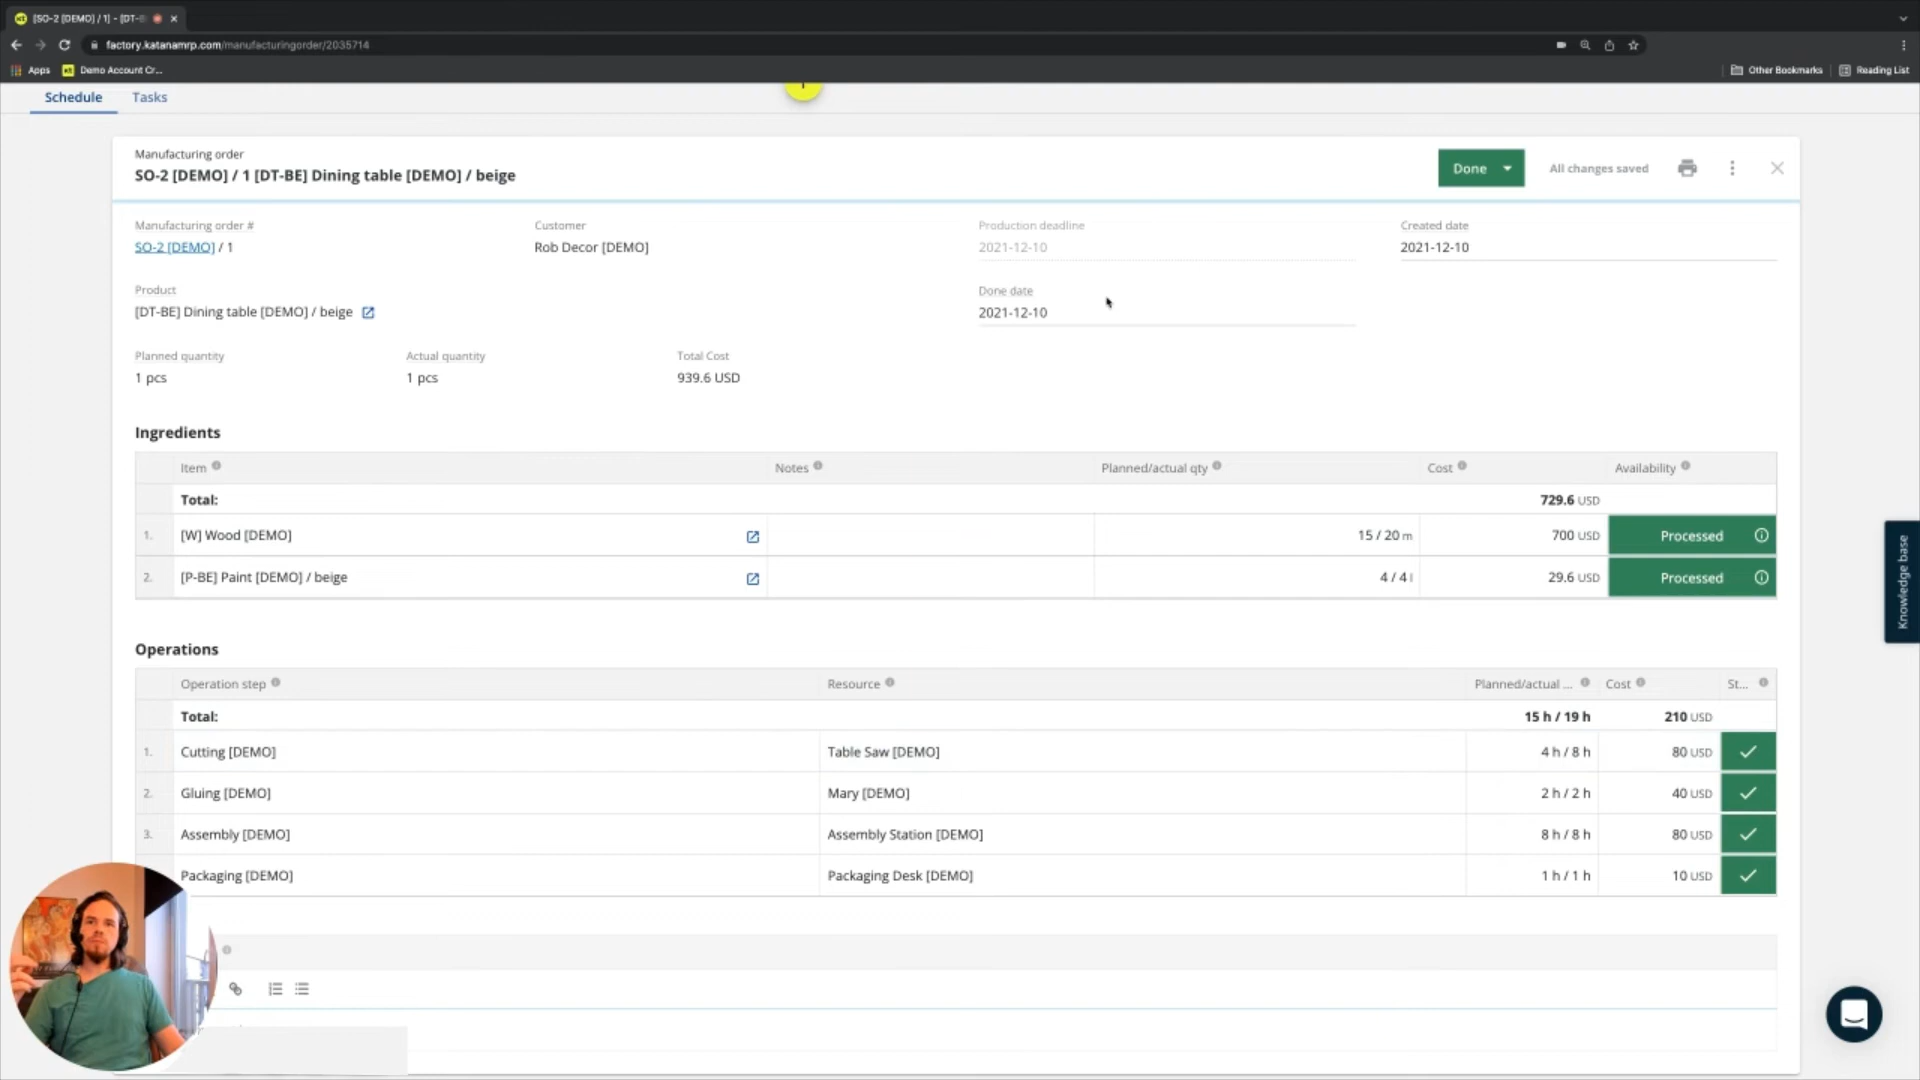 [SO-2 [DEMO] / 1] - [DT-B
factory.katanamrp.com/manufacturingorder/2035714
Apps
Demo Account Cr...
Other Bookmarks
Reading List
Schedule
Tasks
Manufacturing order
SO-2 [DEMO] / 1 [DT-BE] Dining table [DEMO] / beige
Done
All changes saved
Manufacturing order #
Customer
Production deadline
Created date
SO-2 [DEMO] / 1
Rob Decor [DEMO]
2021-12-10
2021-12-10
Product
Done date
[DT-BE] Dining table [DEMO] / beige
2021-12-10
Planned quantity
Actual quantity
Total Cost
1 pcs
1 pcs
939.6 USD
Ingredients
Item
Notes
Planned/actual qty
Cost
Availability
Total:
729.6 USD
1.
[W] Wood [DEMO]
15 / 20 m
700 USD
Processed
2.
[P-BE] Paint [DEMO] / beige
4 / 4 l
29.6 USD
Processed
Knowledge base
Operations
Operation step
Resource
Planned/actual ...
Cost
St...
Total:
15 h / 19 h
210 USD
1.
Cutting [DEMO]
Table Saw [DEMO]
4 h / 8 h
80 USD
2.
Gluing [DEMO]
Mary [DEMO]
2 h / 2 h
40 USD
3.
Assembly [DEMO]
Assembly Station [DEMO]
8 h / 8 h
80 USD
Packaging [DEMO]
Packaging Desk [DEMO]
1 h / 1 h
10 USD